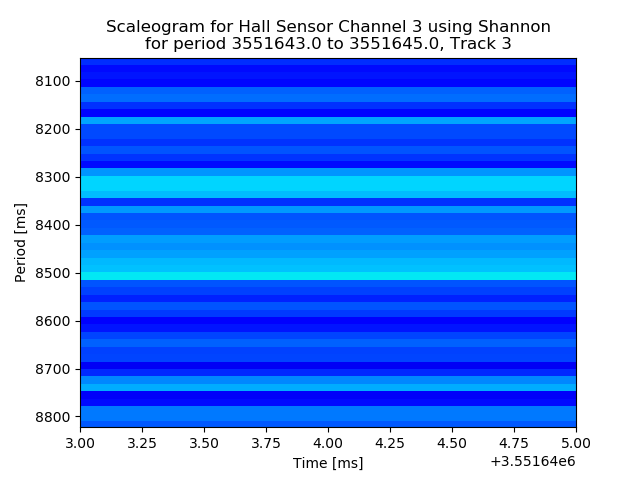 Scaleogram for Hall Sensor Channel 3 using Shannon
for period 3551643.0 to 3551645.0, Track 3
8100
8200
8300
8400
8500
8600
8700
8800
Period [ms]
3.00 3.25 3.50 3.75 4.00 4.25 4.50 4.75 5.00
Time [ms]
+3.55164e6